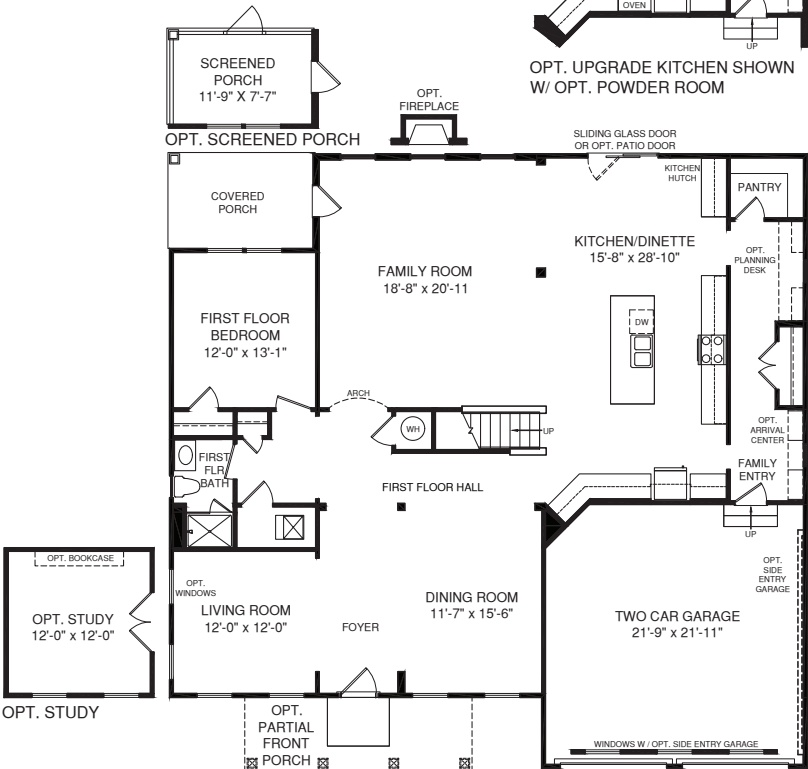 OVEN
UP
OPT. UPGRADE KITCHEN SHOWN
W/ OPT. POWDER ROOM
SCREENED
PORCH
11'-9" X 7'-7"
OPT. SCREENED PORCH
OPT.
FIREPLACE
SLIDING GLASS DOOR
OR OPT. PATIO DOOR
KITCHEN
HUTCH
PANTRY
COVERED
PORCH
KITCHEN/DINETTE
15'-8" x 28'-10"
OPT.
PLANNING
DESK
FAMILY ROOM
18'-8" x 20'-11
FIRST FLOOR
BEDROOM
12'-0" x 13'-1"
DW
ARCH
WH
UP
OPT.
ARRIVAL
CENTER
FAMILY
ENTRY
FIRST
FLR
BATH
FIRST FLOOR HALL
UP
OPT. BOOKCASE
OPT. STUDY
12'-0" x 12'-0"
OPT. STUDY
OPT.
WINDOWS
LIVING ROOM
12'-0" x 12'-0"
FOYER
DINING ROOM
11'-7" x 15'-6"
OPT.
SIDE
ENTRY
GARAGE
TWO CAR GARAGE
21'-9" x 21'-11"
OPT.
PARTIAL
FRONT
PORCH
WINDOWS W / OPT. SIDE ENTRY GARAGE